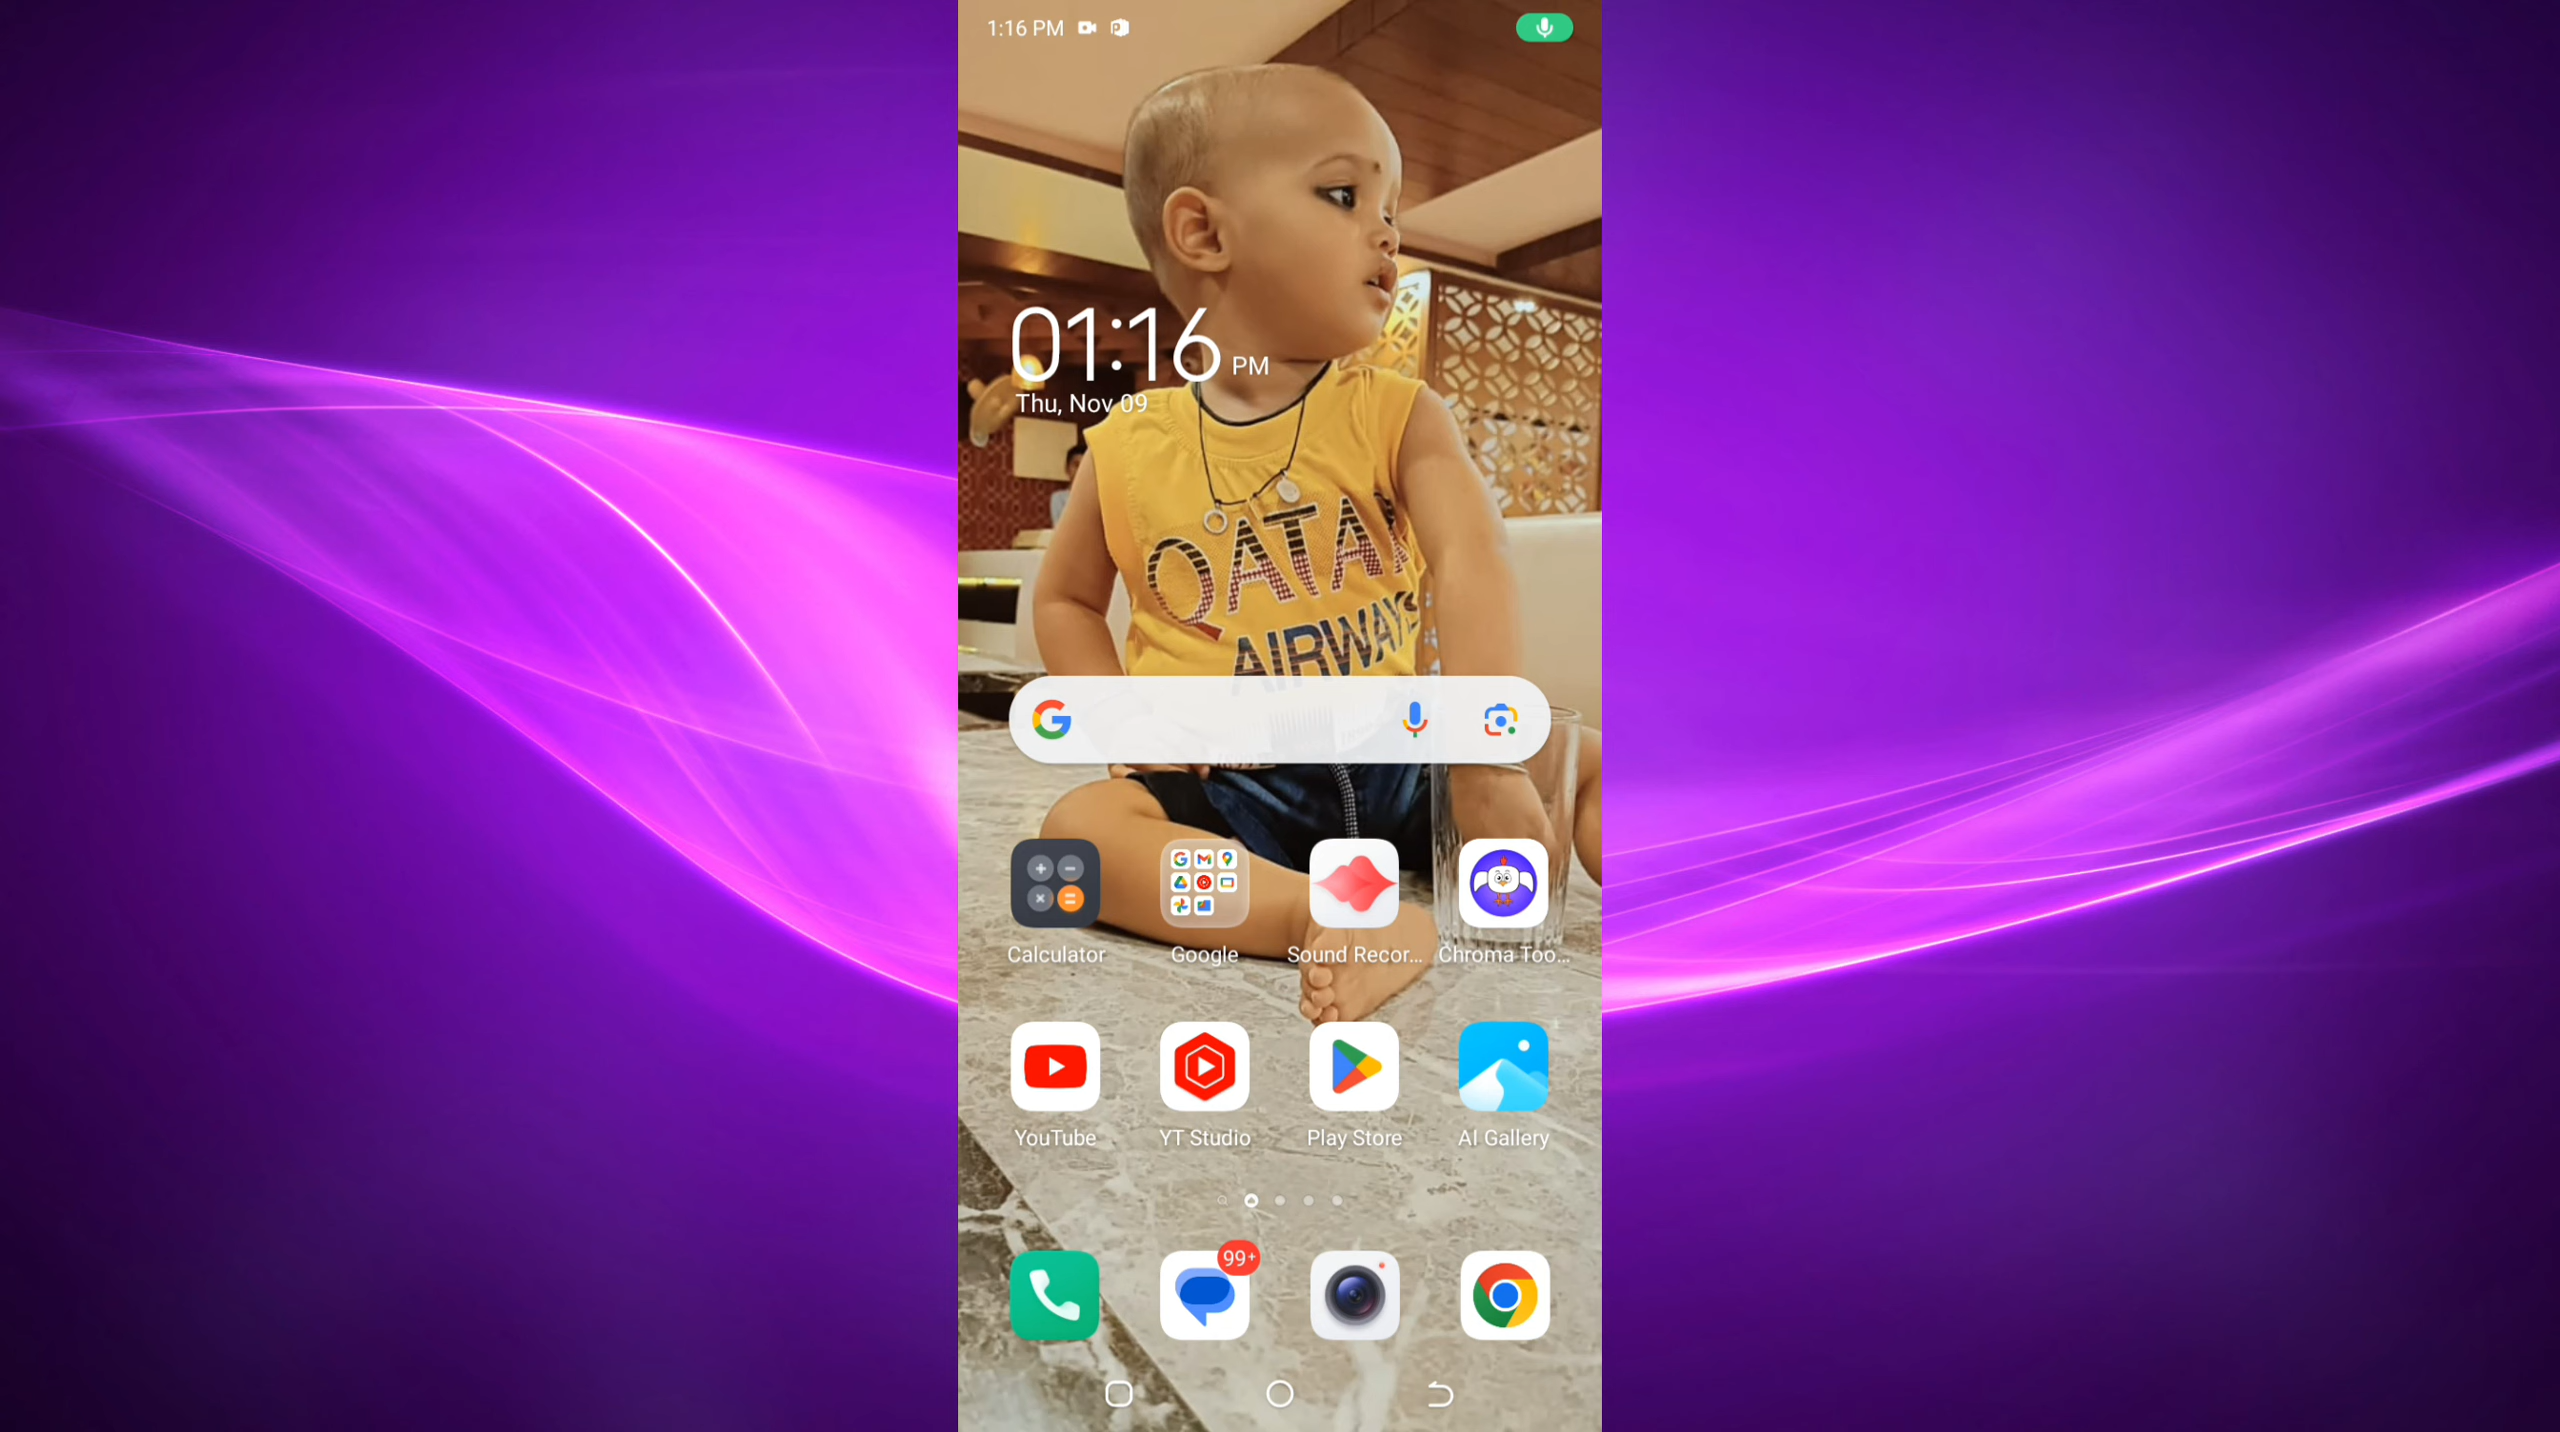 1:16 PM
01:16 PM
Thu, Nov 09
QATAR
AIRWAYS
Calculator
Google
Sound Recor...
Chroma Too...
YouTube
YT Studio
Play Store
AI Gallery
99+